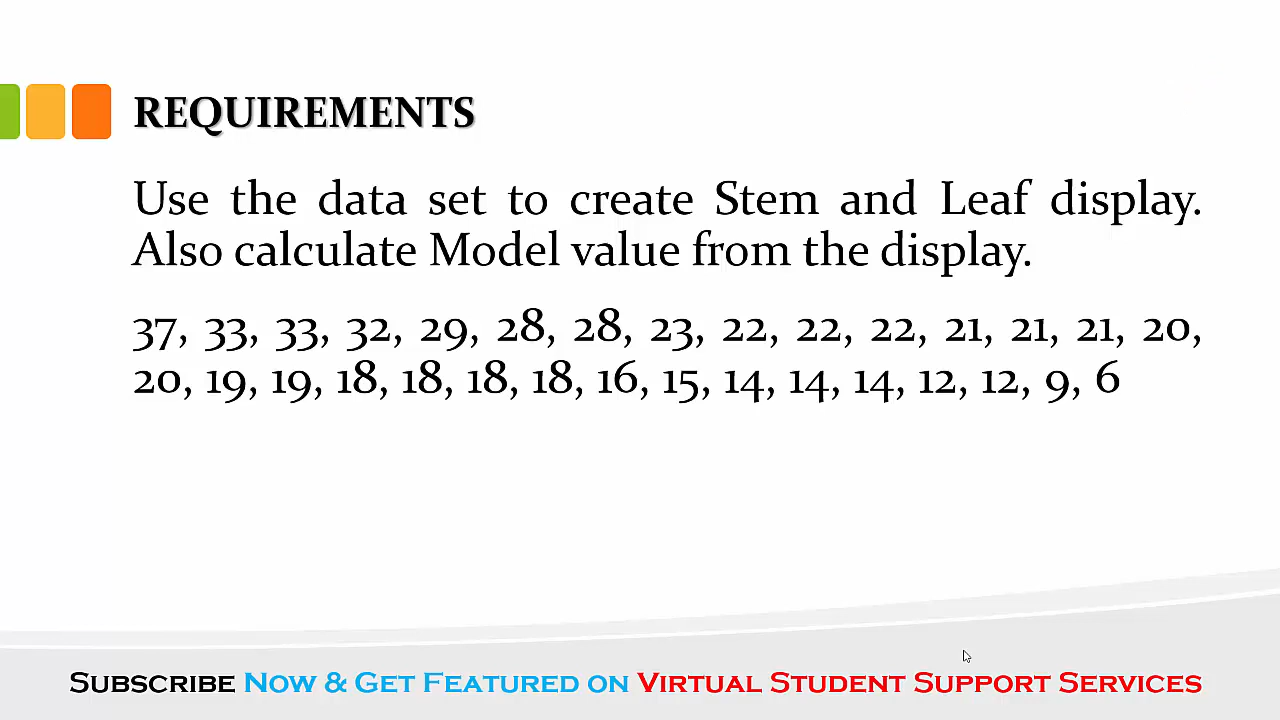 REQUIREMENTS
Use the data set to create Stem and Leaf display.
Also calculate Model value from the display.
37, 33, 33, 32, 29, 28, 28, 23, 22, 22, 22, 21, 21, 21, 20,
20, 19, 19, 18, 18, 18, 18, 16, 15, 14, 14, 14, 12, 12, 9, 6
SUBSCRIBE NOW & GET FEATURED ON VIRTUAL STUDENT SUPPORT SERVICES